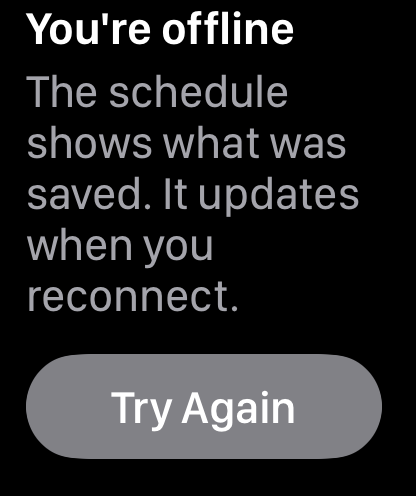 You're offline
The schedule
shows what was
saved. It updates
when you
reconnect.
Try Again